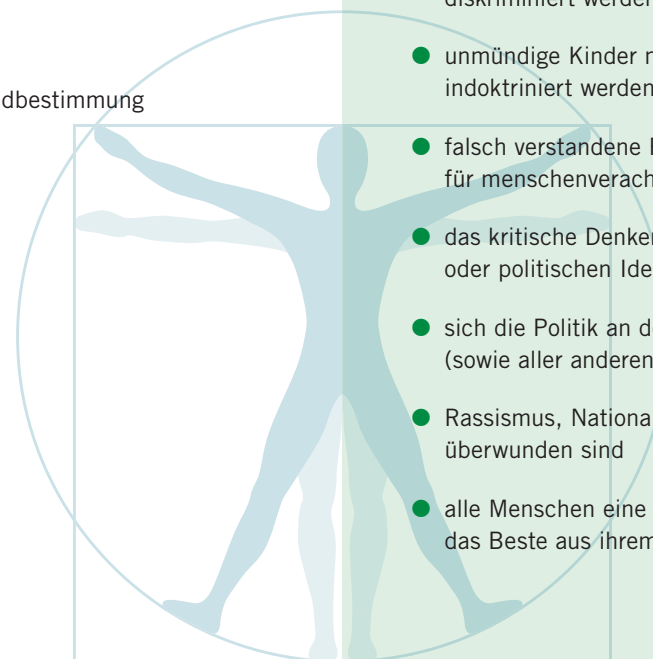 diskriminiert werden
● unmündige Kinder
indoktriniert werden
dbestimmung
● falsch verstandene
für menschenverach
● das kritische Denken
oder politischen Ide
● sich die Politik an d
(sowie aller anderen
● Rassismus, Nationa
überwunden sind
● alle Menschen eine
das Beste aus ihrem